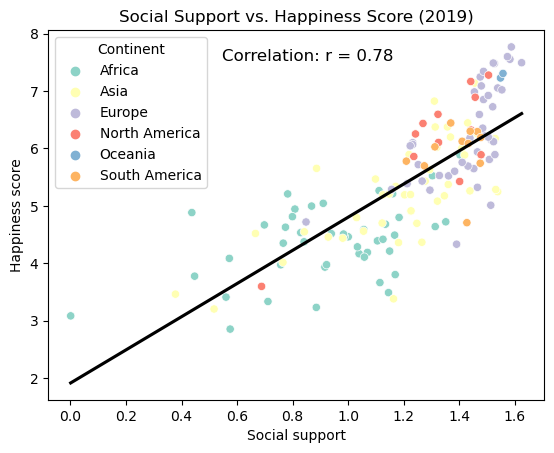 Social Support vs. Happiness Score (2019)
Correlation: r = 0.78
Continent
Africa
Asia
Europe
North America
Oceania
South America
Happiness score
8
7
6
5
4
3
2
0.0 0.2 0.4 0.6 0.8 1.0 1.2 1.4 1.6
Social support